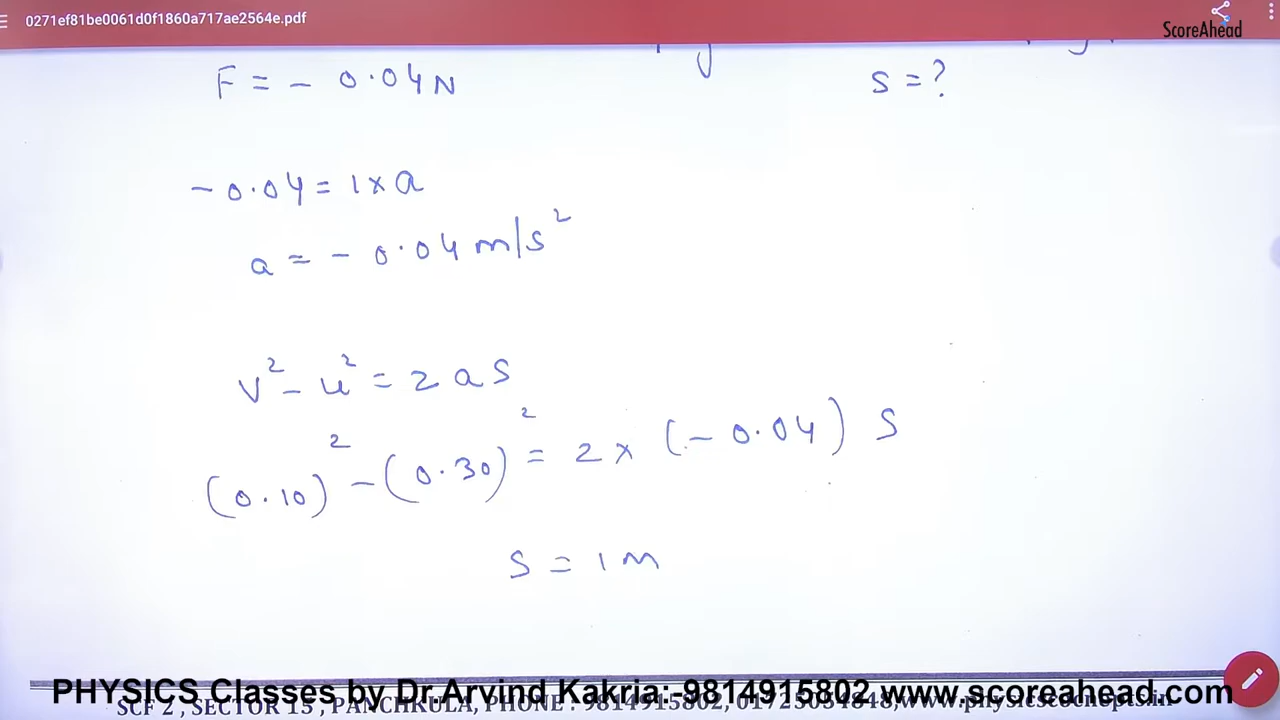 0271ef81be0061d0f1860a717ae2564e.pdf
ScoreAhead
F = - 0.04N
S = ?
- 0.04 = 1 x a
a = - 0.04 m/s²
v² - u² = 2 a s
(0.10)² - (0.30)² = 2 x (- 0.04) S
S = 1 m
PHYSICS Classes by Dr.Arvind Kakria:-9814915802,www.scoreahead.com
SCF 2 , SECTOR 15 , PANCHKULA, PHONE :